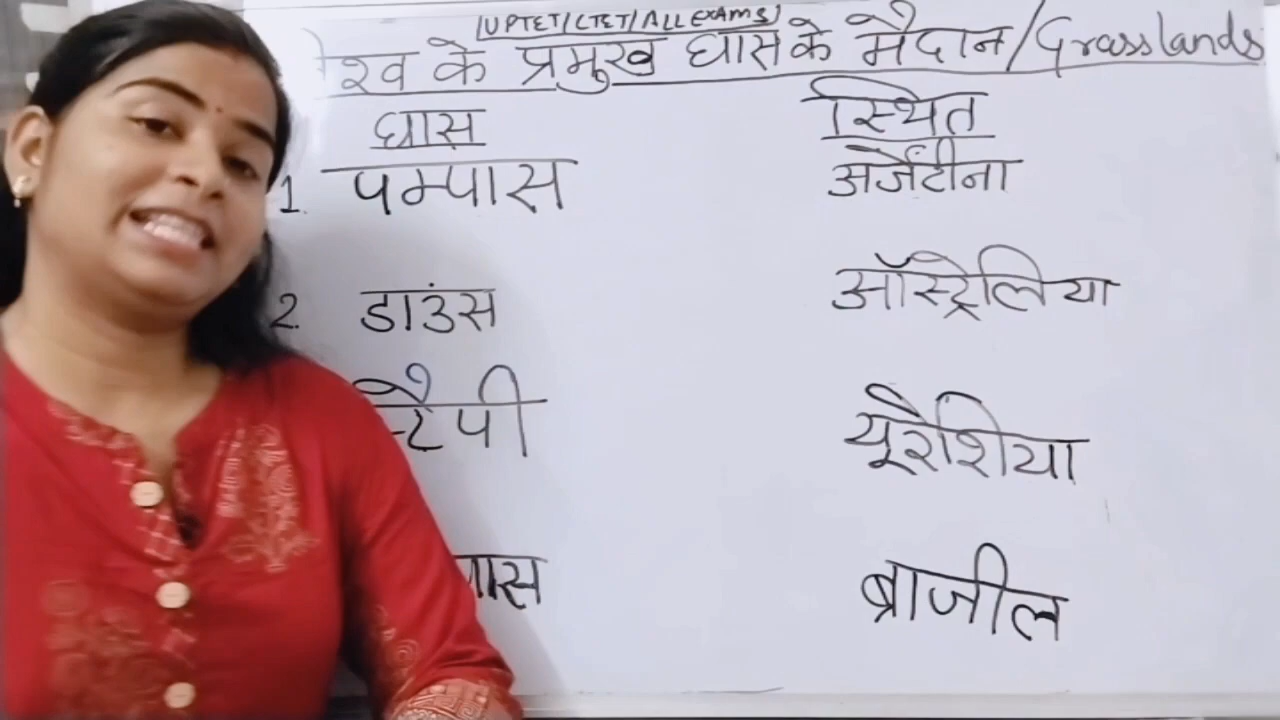 (UPTET/CTET/ALL EXAMS)
के प्रमुख घास के मैदान/Grasslands
घास स्थित
1. पम्पास अर्जेंटीना
2. डाउंस ऑस्ट्रेलिया
स्टैपी यूरैशिया
ब्राजील